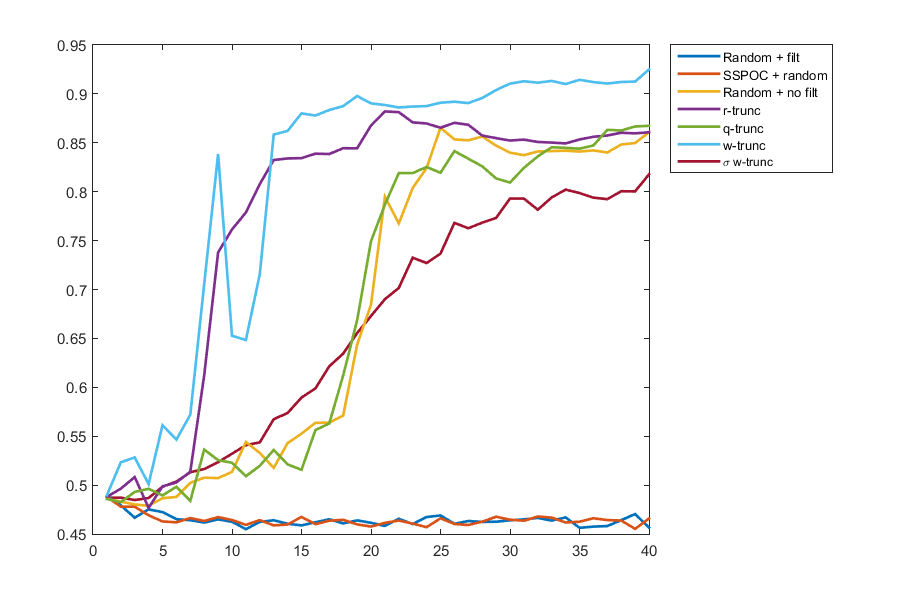 0.95
0.9
0.85
0.8
0.75
0.7
0.65
0.6
0.55
0.5
0.45
0 5 10 15 20 25 30 35 40
Random + filt
SSPOC + random
Random + no filt
r-trunc
q-trunc
w-trunc
σ w-trunc